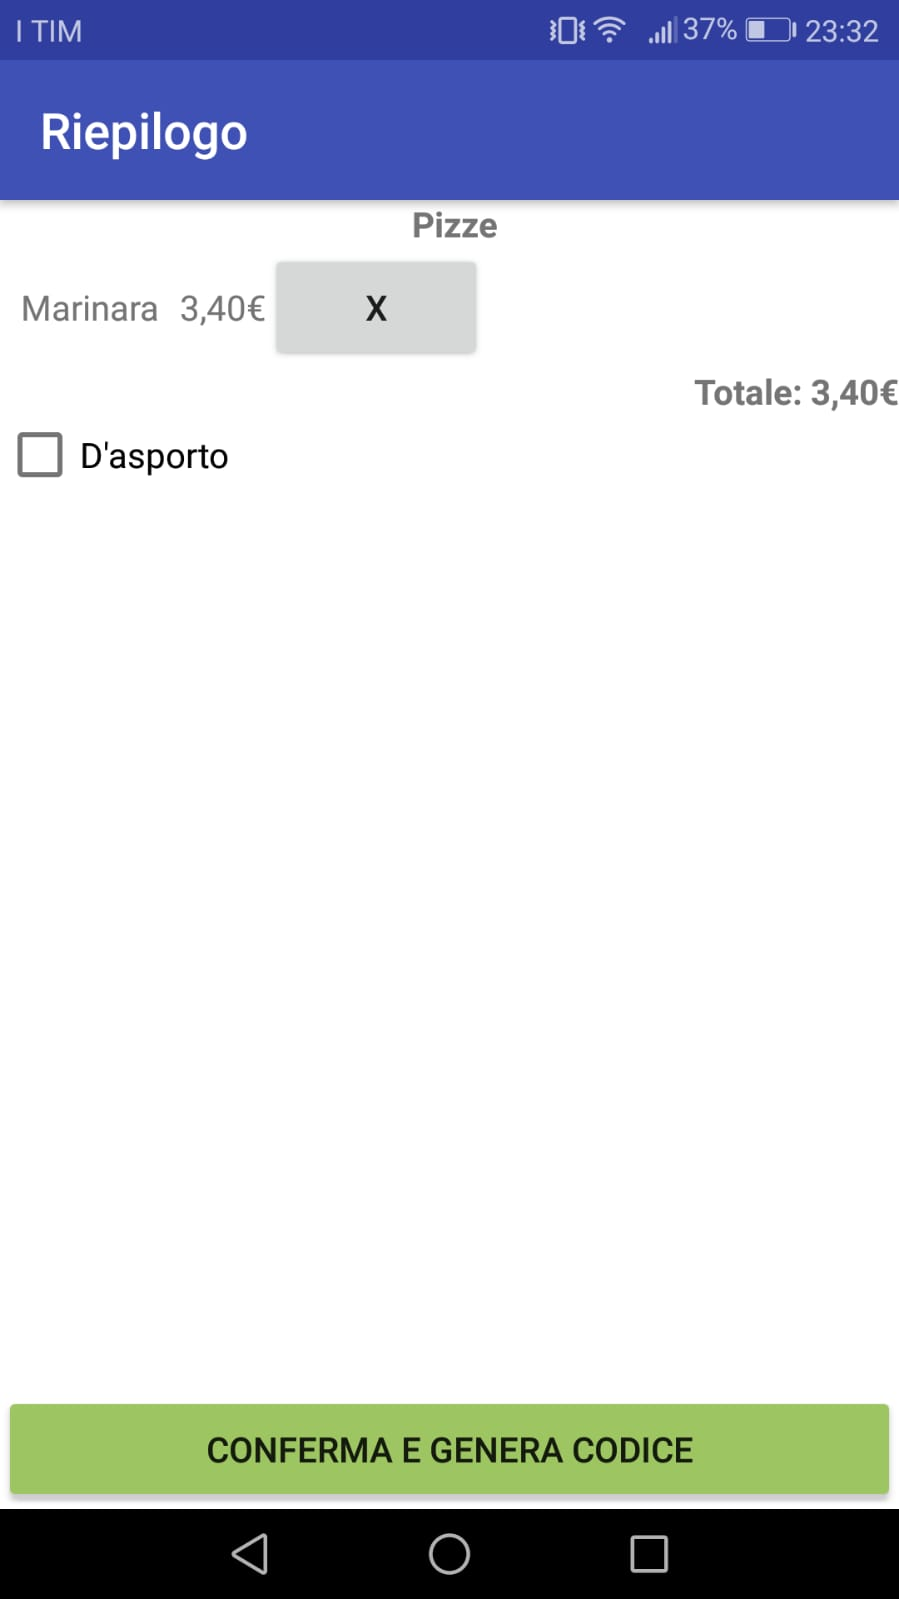 I TIM 37% 23:32
Riepilogo
Pizze
Marinara 3,40€ X
Totale: 3,40€
D'asporto
CONFERMA E GENERA CODICE